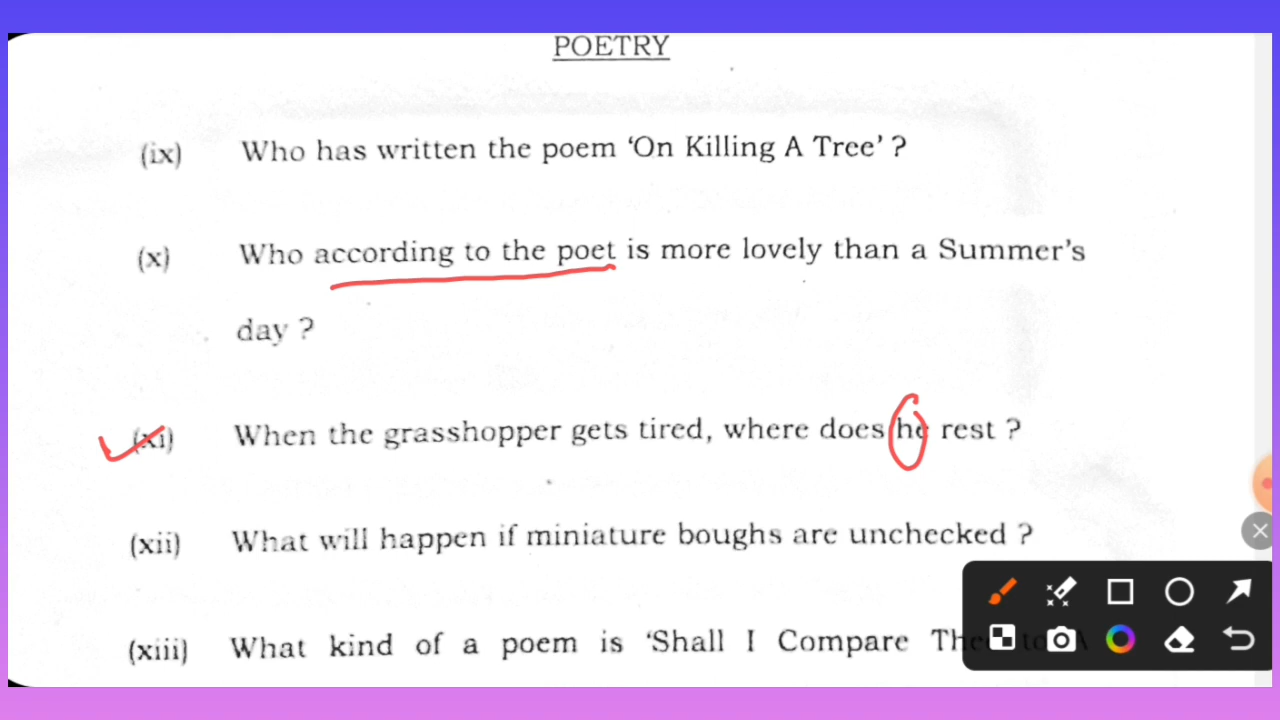 POETRY
(ix) Who has written the poem 'On Killing A Tree' ?
(x) Who according to the poet is more lovely than a Summer's
day ?
(xi) When the grasshopper gets tired, where does he rest ?
(xii) What will happen if miniature boughs are unchecked ?
(xiii) What kind of a poem is 'Shall I Compare Thee to A